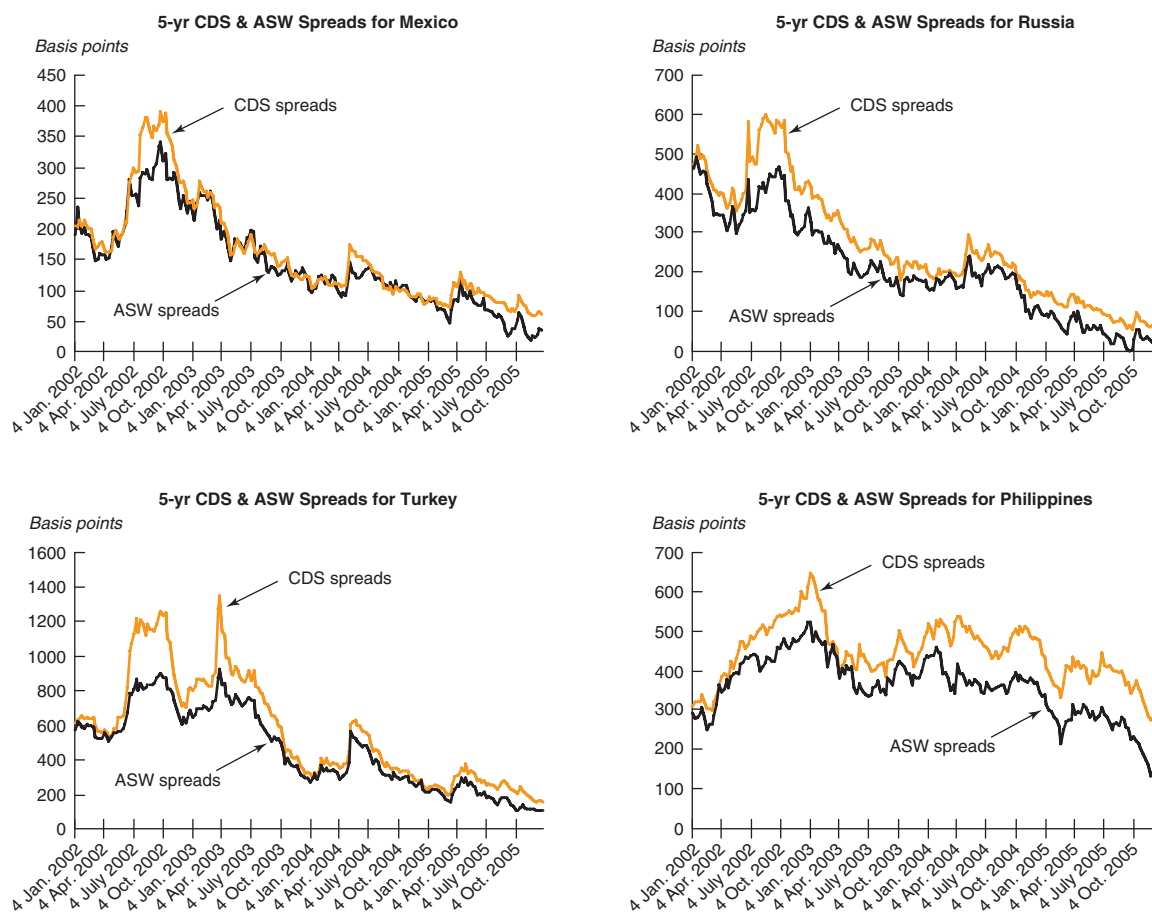 5-yr CDS & ASW Spreads for Mexico
Basis points
450
400
350
300
250
200
150
100
50
0
CDS spreads
ASW spreads
4 Jan. 2002
4 Apr. 2002
4 July 2002
4 Oct. 2002
4 Jan. 2003
4 Apr. 2003
4 July 2003
4 Oct. 2003
4 Jan. 2004
4 Apr. 2004
4 July 2004
4 Oct. 2004
4 Jan. 2005
4 Apr. 2005
4 July 2005
4 Oct. 2005
5-yr CDS & ASW Spreads for Russia
Basis points
700
600
500
400
300
200
100
0
CDS spreads
ASW spreads
4 Jan. 2002
4 Apr. 2002
4 July 2002
4 Oct. 2002
4 Jan. 2003
4 Apr. 2003
4 July 2003
4 Oct. 2003
4 Jan. 2004
4 Apr. 2004
4 July 2004
4 Oct. 2004
4 Jan. 2005
4 Apr. 2005
4 July 2005
4 Oct. 2005
5-yr CDS & ASW Spreads for Turkey
Basis points
1600
1400
1200
1000
800
600
400
200
0
CDS spreads
ASW spreads
4 Jan. 2002
4 Apr. 2002
4 July 2002
4 Oct. 2002
4 Jan. 2003
4 Apr. 2003
4 July 2003
4 Oct. 2003
4 Jan. 2004
4 Apr. 2004
4 July 2004
4 Oct. 2004
4 Jan. 2005
4 Apr. 2005
4 July 2005
4 Oct. 2005
5-yr CDS & ASW Spreads for Philippines
Basis points
700
600
500
400
300
200
100
0
CDS spreads
ASW spreads
4 Jan. 2002
4 Apr. 2002
4 July 2002
4 Oct. 2002
4 Jan. 2003
4 Apr. 2003
4 July 2003
4 Oct. 2003
4 Jan. 2004
4 Apr. 2004
4 July 2004
4 Oct. 2004
4 Jan. 2005
4 Apr. 2005
4 July 2005
4 Oct. 2005